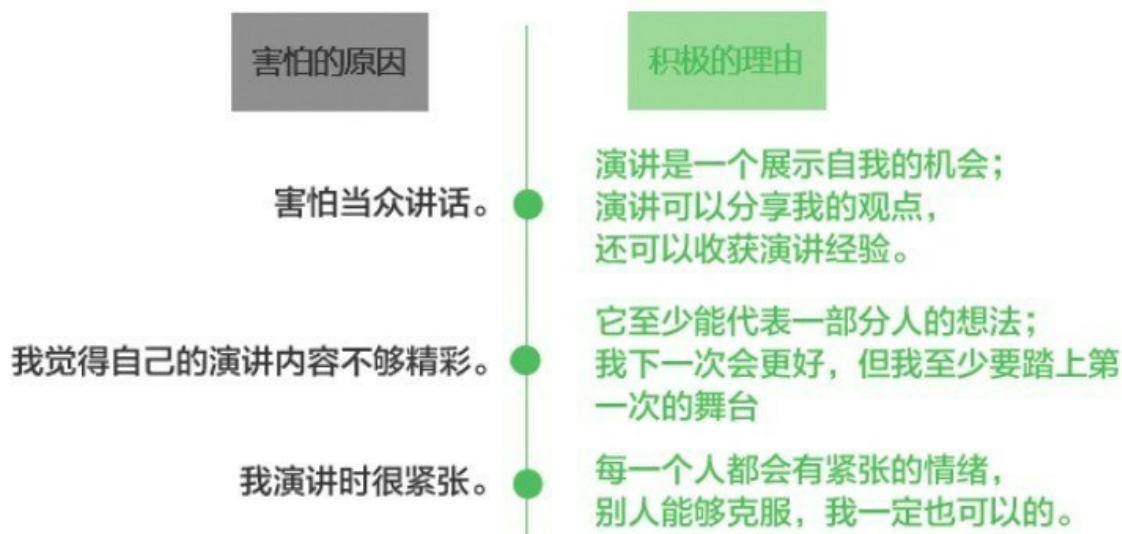 害怕的原因
积极的理由
害怕当众讲话。
演讲是一个展示自我的机会；
演讲可以分享我的观点，
还可以收获演讲经验。
我觉得自己的演讲内容不够精彩。
它至少能代表一部分人的想法；
我下一次会更好，但我至少要踏上第
一次的舞台
我演讲时很紧张。
每一个人都会有紧张的情绪，
别人能够克服，我一定也可以的。